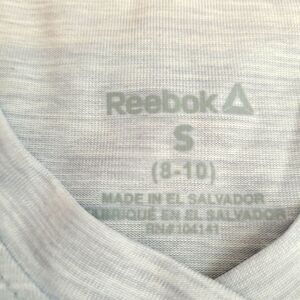 Reebok
S
(8-10)
MADE IN EL SALVADOR
FABRIQUÉ EN EL SALVADOR
RN#104141